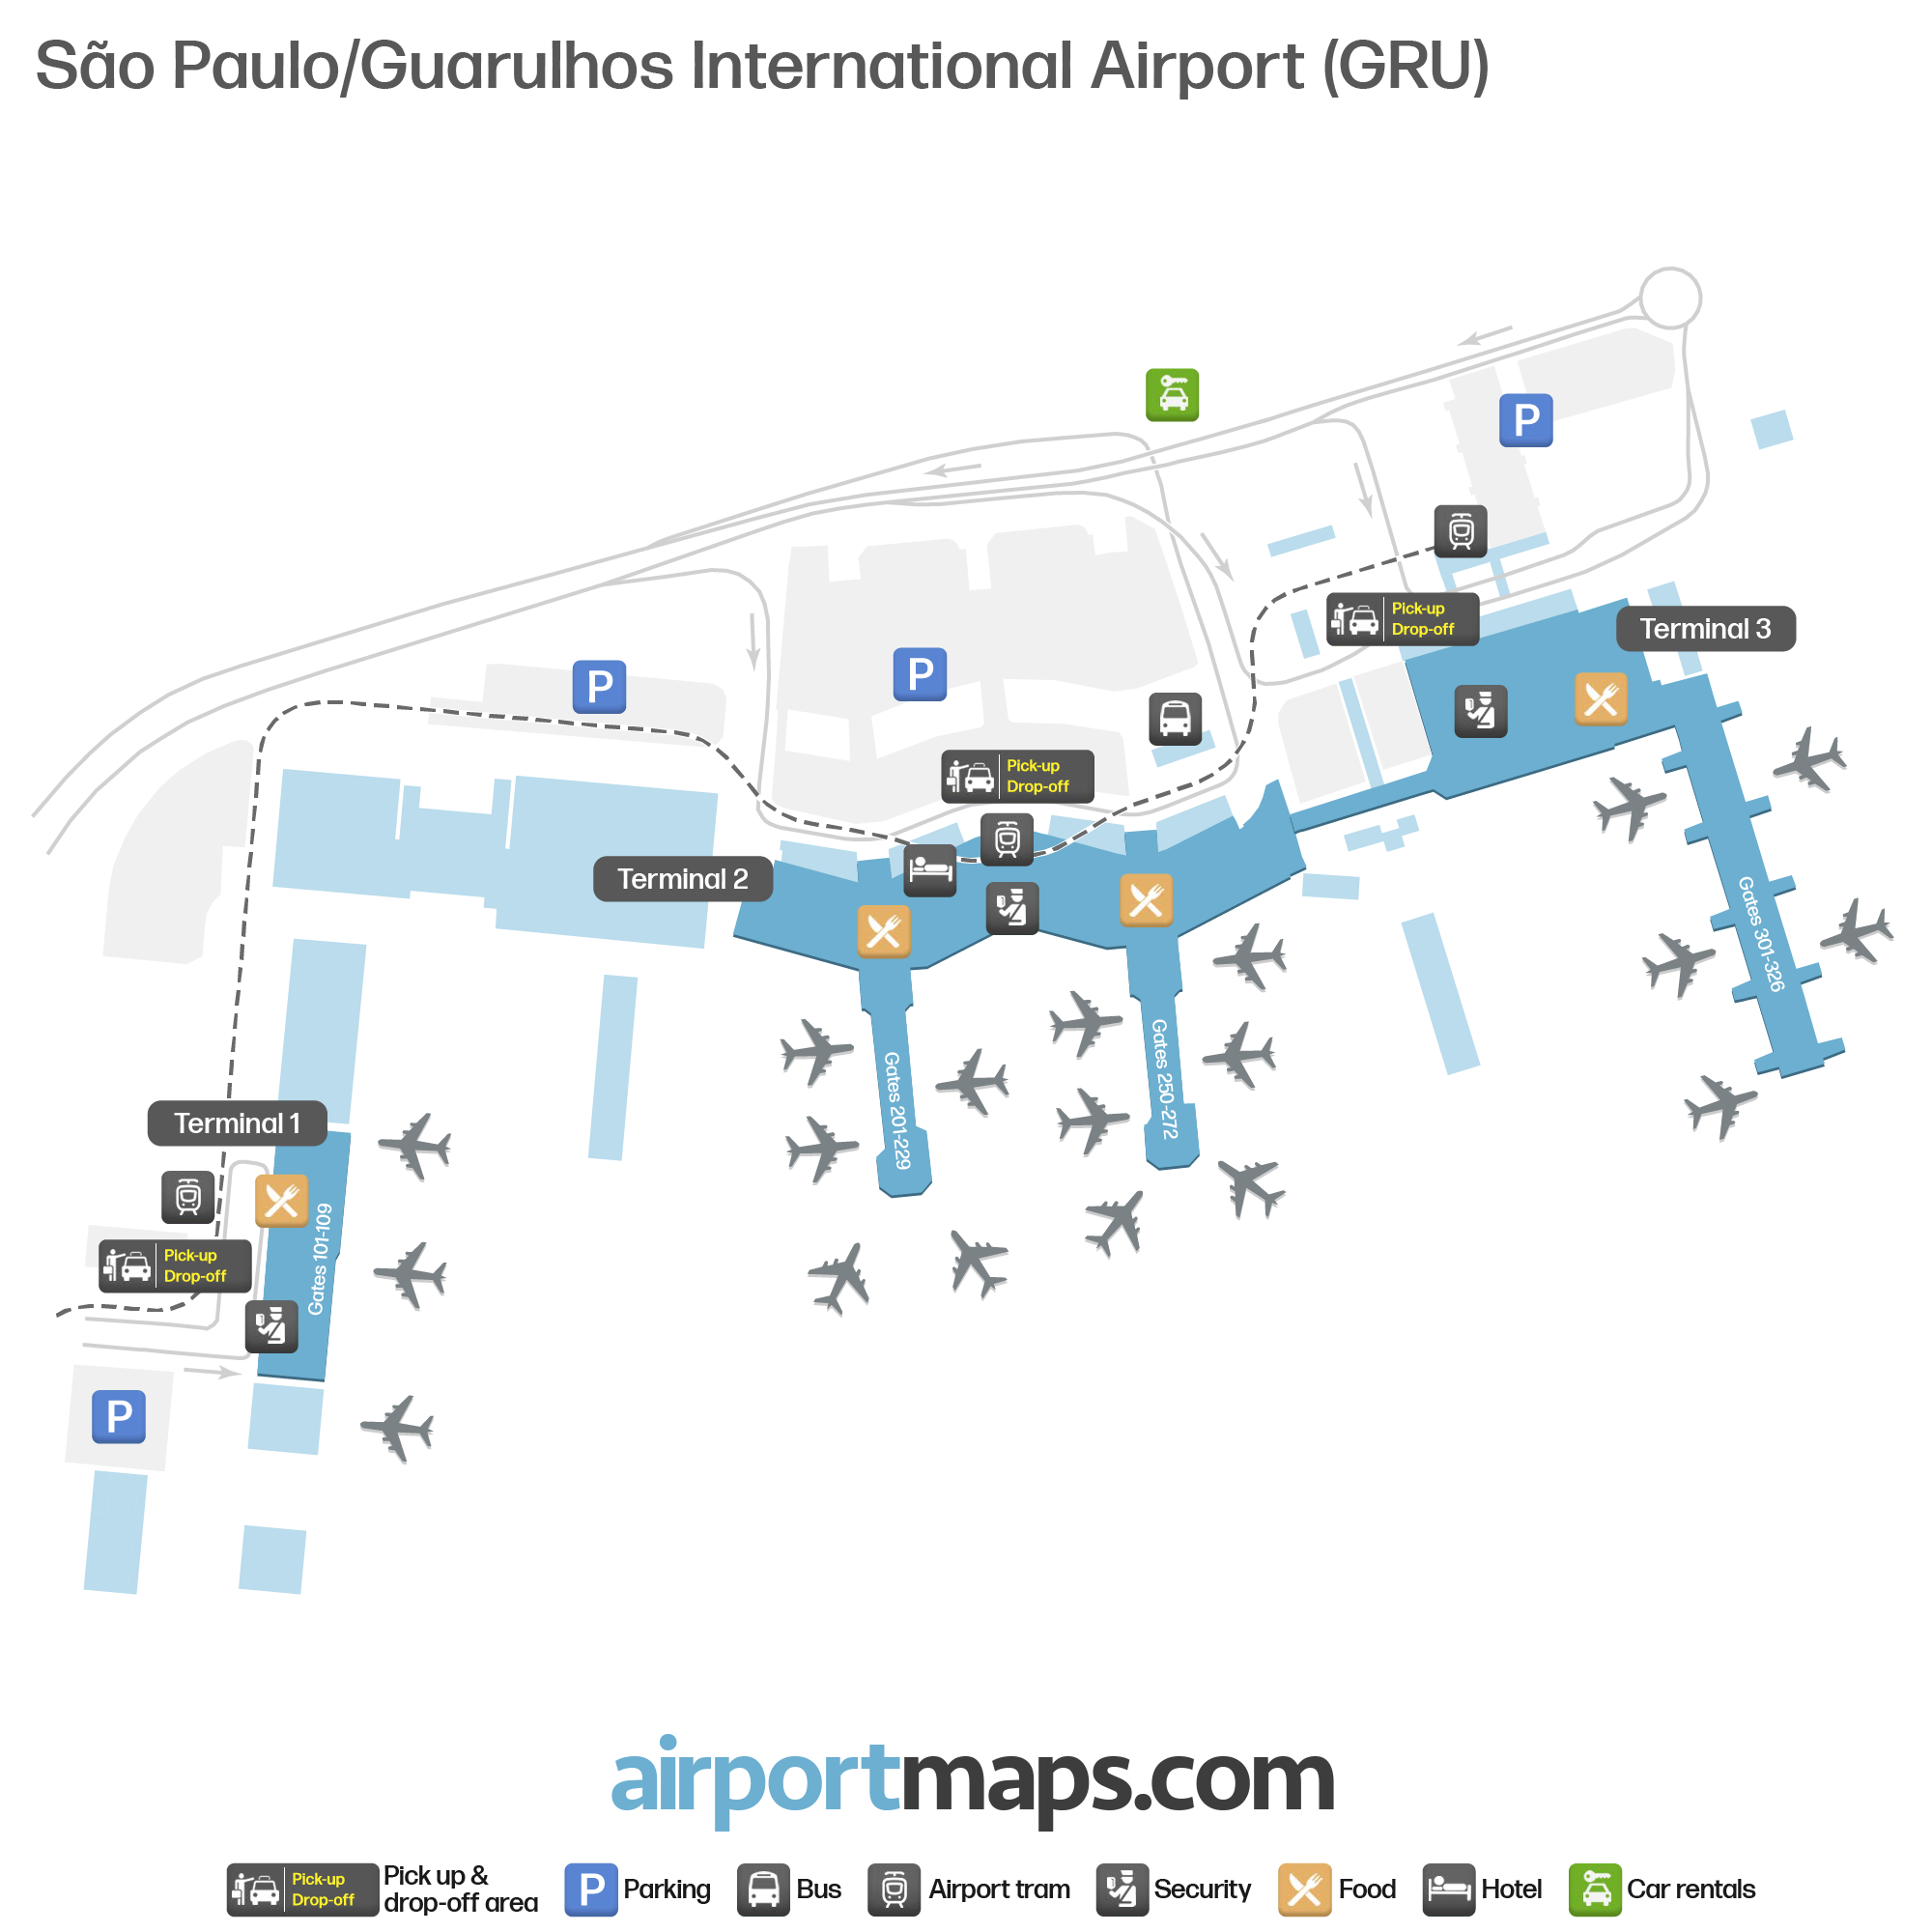 São Paulo/Guarulhos International Airport (GRU)
P
Pick-up
Drop-off
Terminal 3
P
P
Pick-up
Drop-off
Terminal 2
Gates 301-326
Gates 250-272
Gates 201-229
Terminal 1
Gates 101-109
Pick-up
Drop-off
P
airportmaps.com
Pick-up
Drop-off
Pick up &
drop-off area
P
Parking
Bus
Airport tram
Security
Food
Hotel
Car rentals